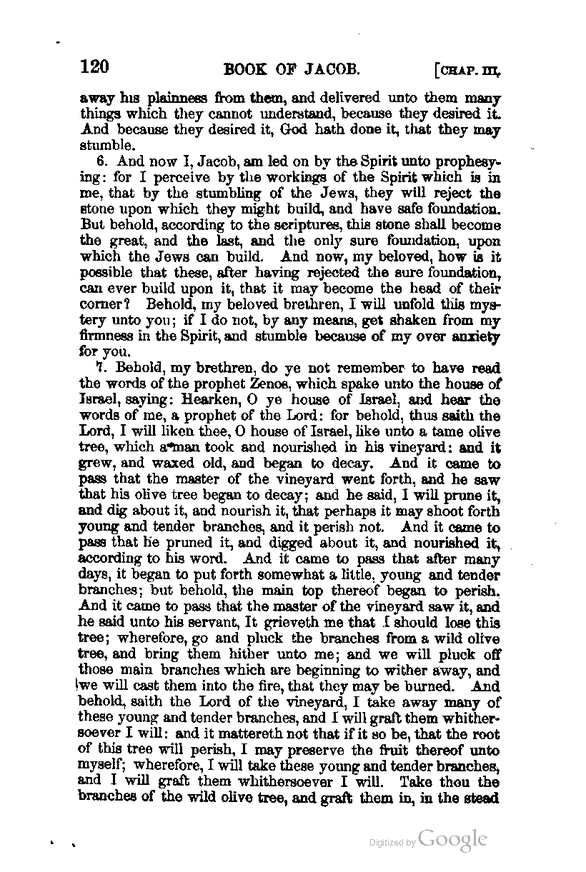 120 BOOK OF JACOB. [CHAP. III,
away his plainness from them, and delivered unto them many
things which they cannot understand, because they desired it.
And because they desired it, God hath done it, that they may
stumble.
6. And now I, Jacob, am led on by the Spirit unto prophesy-
ing: for I perceive by the workings of the Spirit which is in
me, that by the stumbling of the Jews, they will reject the
stone upon which they might build, and have safe foundation.
But behold, according to the scriptures, this stone shall become
the great, and the last, and the only sure foundation, upon
which the Jews can build. And now, my beloved, how is it
possible that these, after having rejected the sure foundation,
can ever build upon it, that it may become the head of their
corner? Behold, my beloved brethren, I will unfold this mys-
tery unto you; if I do not, by any means, get shaken from my
firmness in the Spirit, and stumble because of my over anxiety
for you.
7. Behold, my brethren, do ye not remember to have read
the words of the prophet Zenos, which spake unto the house of
Israel, saying: Hearken, O ye house of Israel, and hear the
words of me, a prophet of the Lord: for behold, thus saith the
Lord, I will liken thee, O house of Israel, like unto a tame olive
tree, which a man took and nourished in his vineyard: and it
grew, and waxed old, and began to decay. And it came to
pass that the master of the vineyard went forth, and he saw
that his olive tree began to decay; and he said, I will prune it,
and dig about it, and nourish it, that perhaps it may shoot forth
young and tender branches, and it perish not. And it came to
pass that he pruned it, and digged about it, and nourished it,
according to his word. And it came to pass that after many
days, it began to put forth somewhat a little, young and tender
branches; but behold, the main top thereof began to perish.
And it came to pass that the master of the vineyard saw it, and
he said unto his servant, It grieveth me that I should lose this
tree; wherefore, go and pluck the branches from a wild olive
tree, and bring them hither unto me; and we will pluck off
those main branches which are beginning to wither away, and
we will cast them into the fire, that they may be burned. And
behold, saith the Lord of the vineyard, I take away many of
these young and tender branches, and I will graft them whither-
soever I will: and it mattereth not that if it so be, that the root
of this tree will perish, I may preserve the fruit thereof unto
myself; wherefore, I will take these young and tender branches,
and I will graft them whithersoever I will. Take thou the
branches of the wild olive tree, and graft them in, in the stead
Digitized by Google